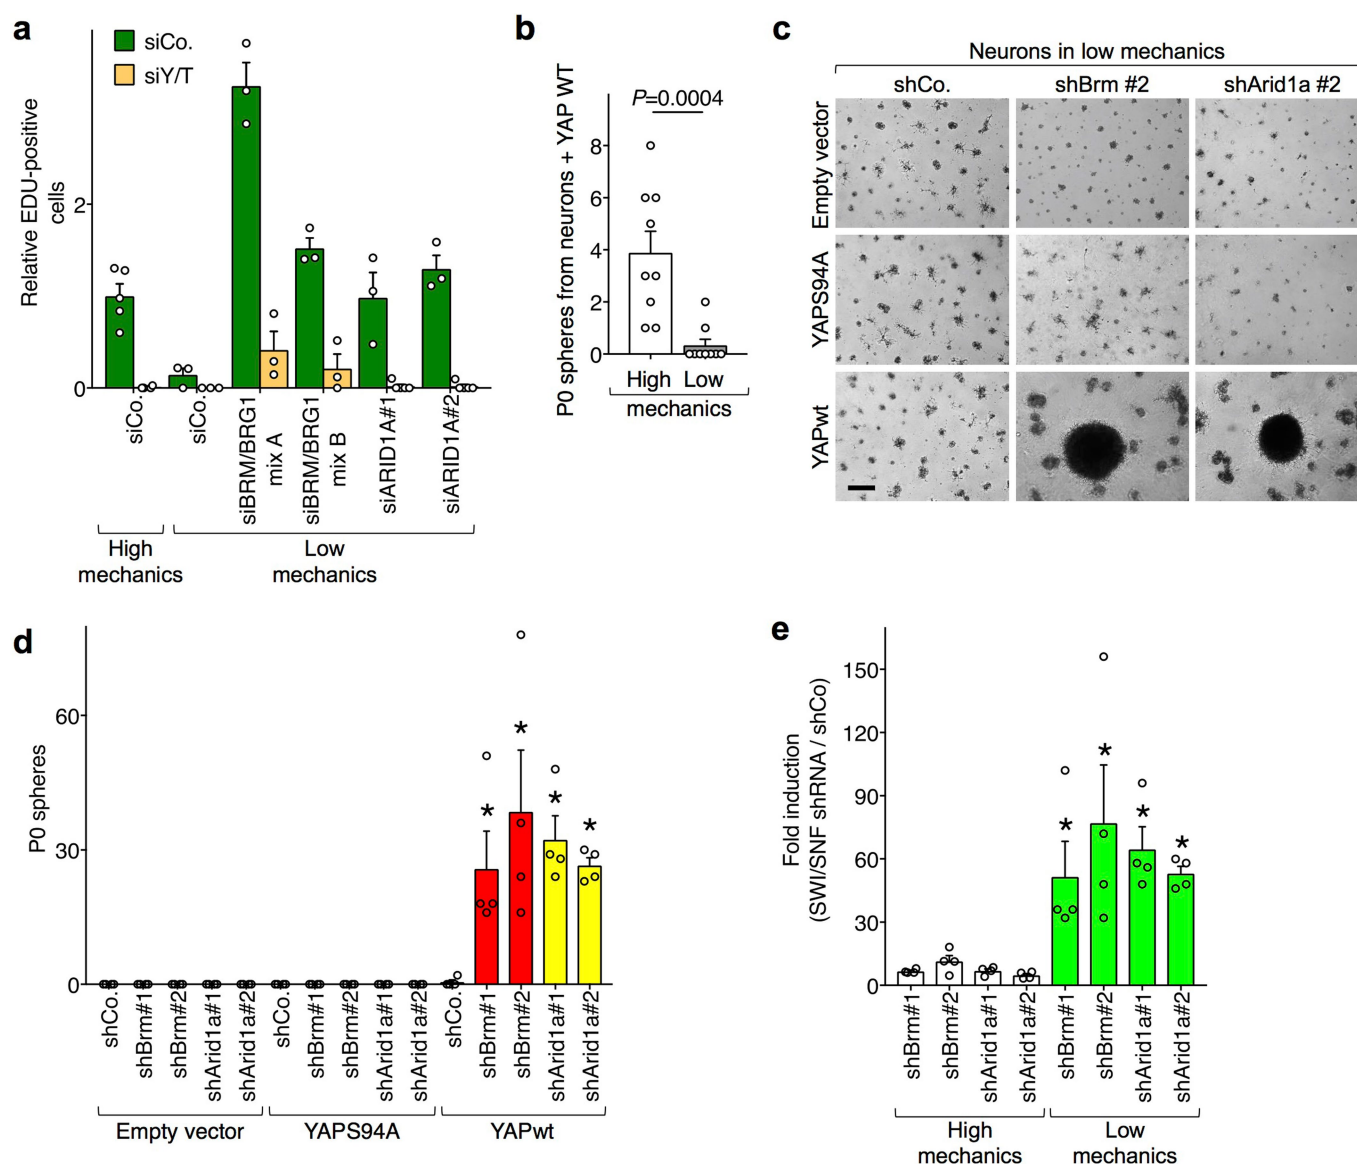 a
siCo.
siY/T
Relative EDU-positive
cells
2
1
0
siCo.
siCo.
siBRM/BRG1
mix A
siBRM/BRG1
mix B
siARID1A#1
siARID1A#2
High
mechanics
Low
mechanics
b
P0 spheres from neurons + YAP WT
P=0.0004
8
6
4
2
0
High
Low
mechanics
c
Neurons in low mechanics
shCo.
shBrm #2
shArid1a #2
Empty vector
YAPS94A
YAPwt
d
P0 spheres
60
30
0
shCo.
shBrm#1
shBrm#2
shArid1a#1
shArid1a#2
shCo.
shBrm#1
shBrm#2
shArid1a#1
shArid1a#2
shCo.
shBrm#1
shBrm#2
shArid1a#1
shArid1a#2
* * * *
Empty vector
YAPS94A
YAPwt
e
Fold induction
(SWI/SNF shRNA / shCo)
150
120
90
60
30
0
* * * *
shBrm#1
shBrm#2
shArid1a#1
shArid1a#2
shBrm#1
shBrm#2
shArid1a#1
shArid1a#2
High
mechanics
Low
mechanics